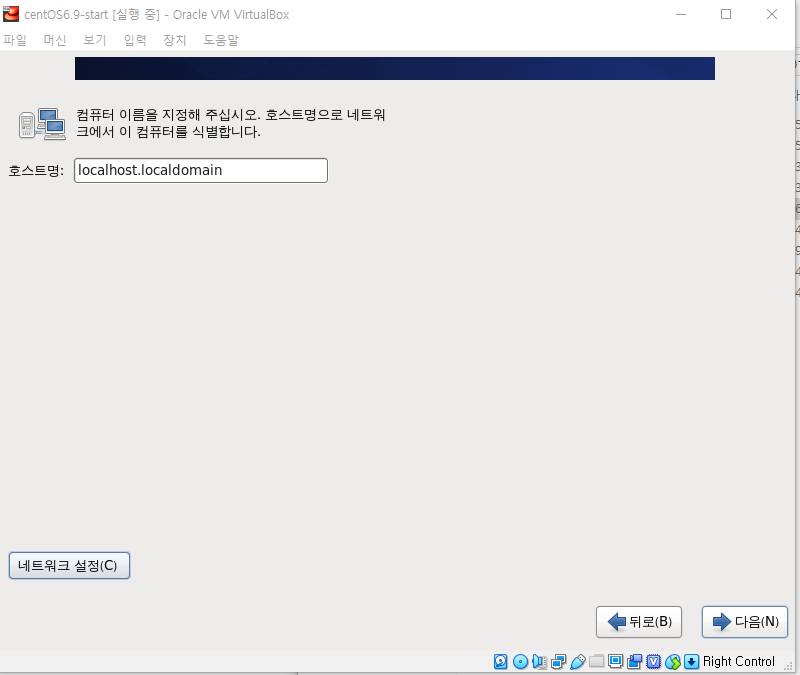 centOS6.9-start [실행 중] - Oracle VM VirtualBox
파일 머신 보기 입력 장치 도움말
컴퓨터 이름을 지정해 주십시오. 호스트명으로 네트워
크에서 이 컴퓨터를 식별합니다.
호스트명: localhost.localdomain
네트워크 설정(C)
뒤로(B) 다음(N)
Right Control